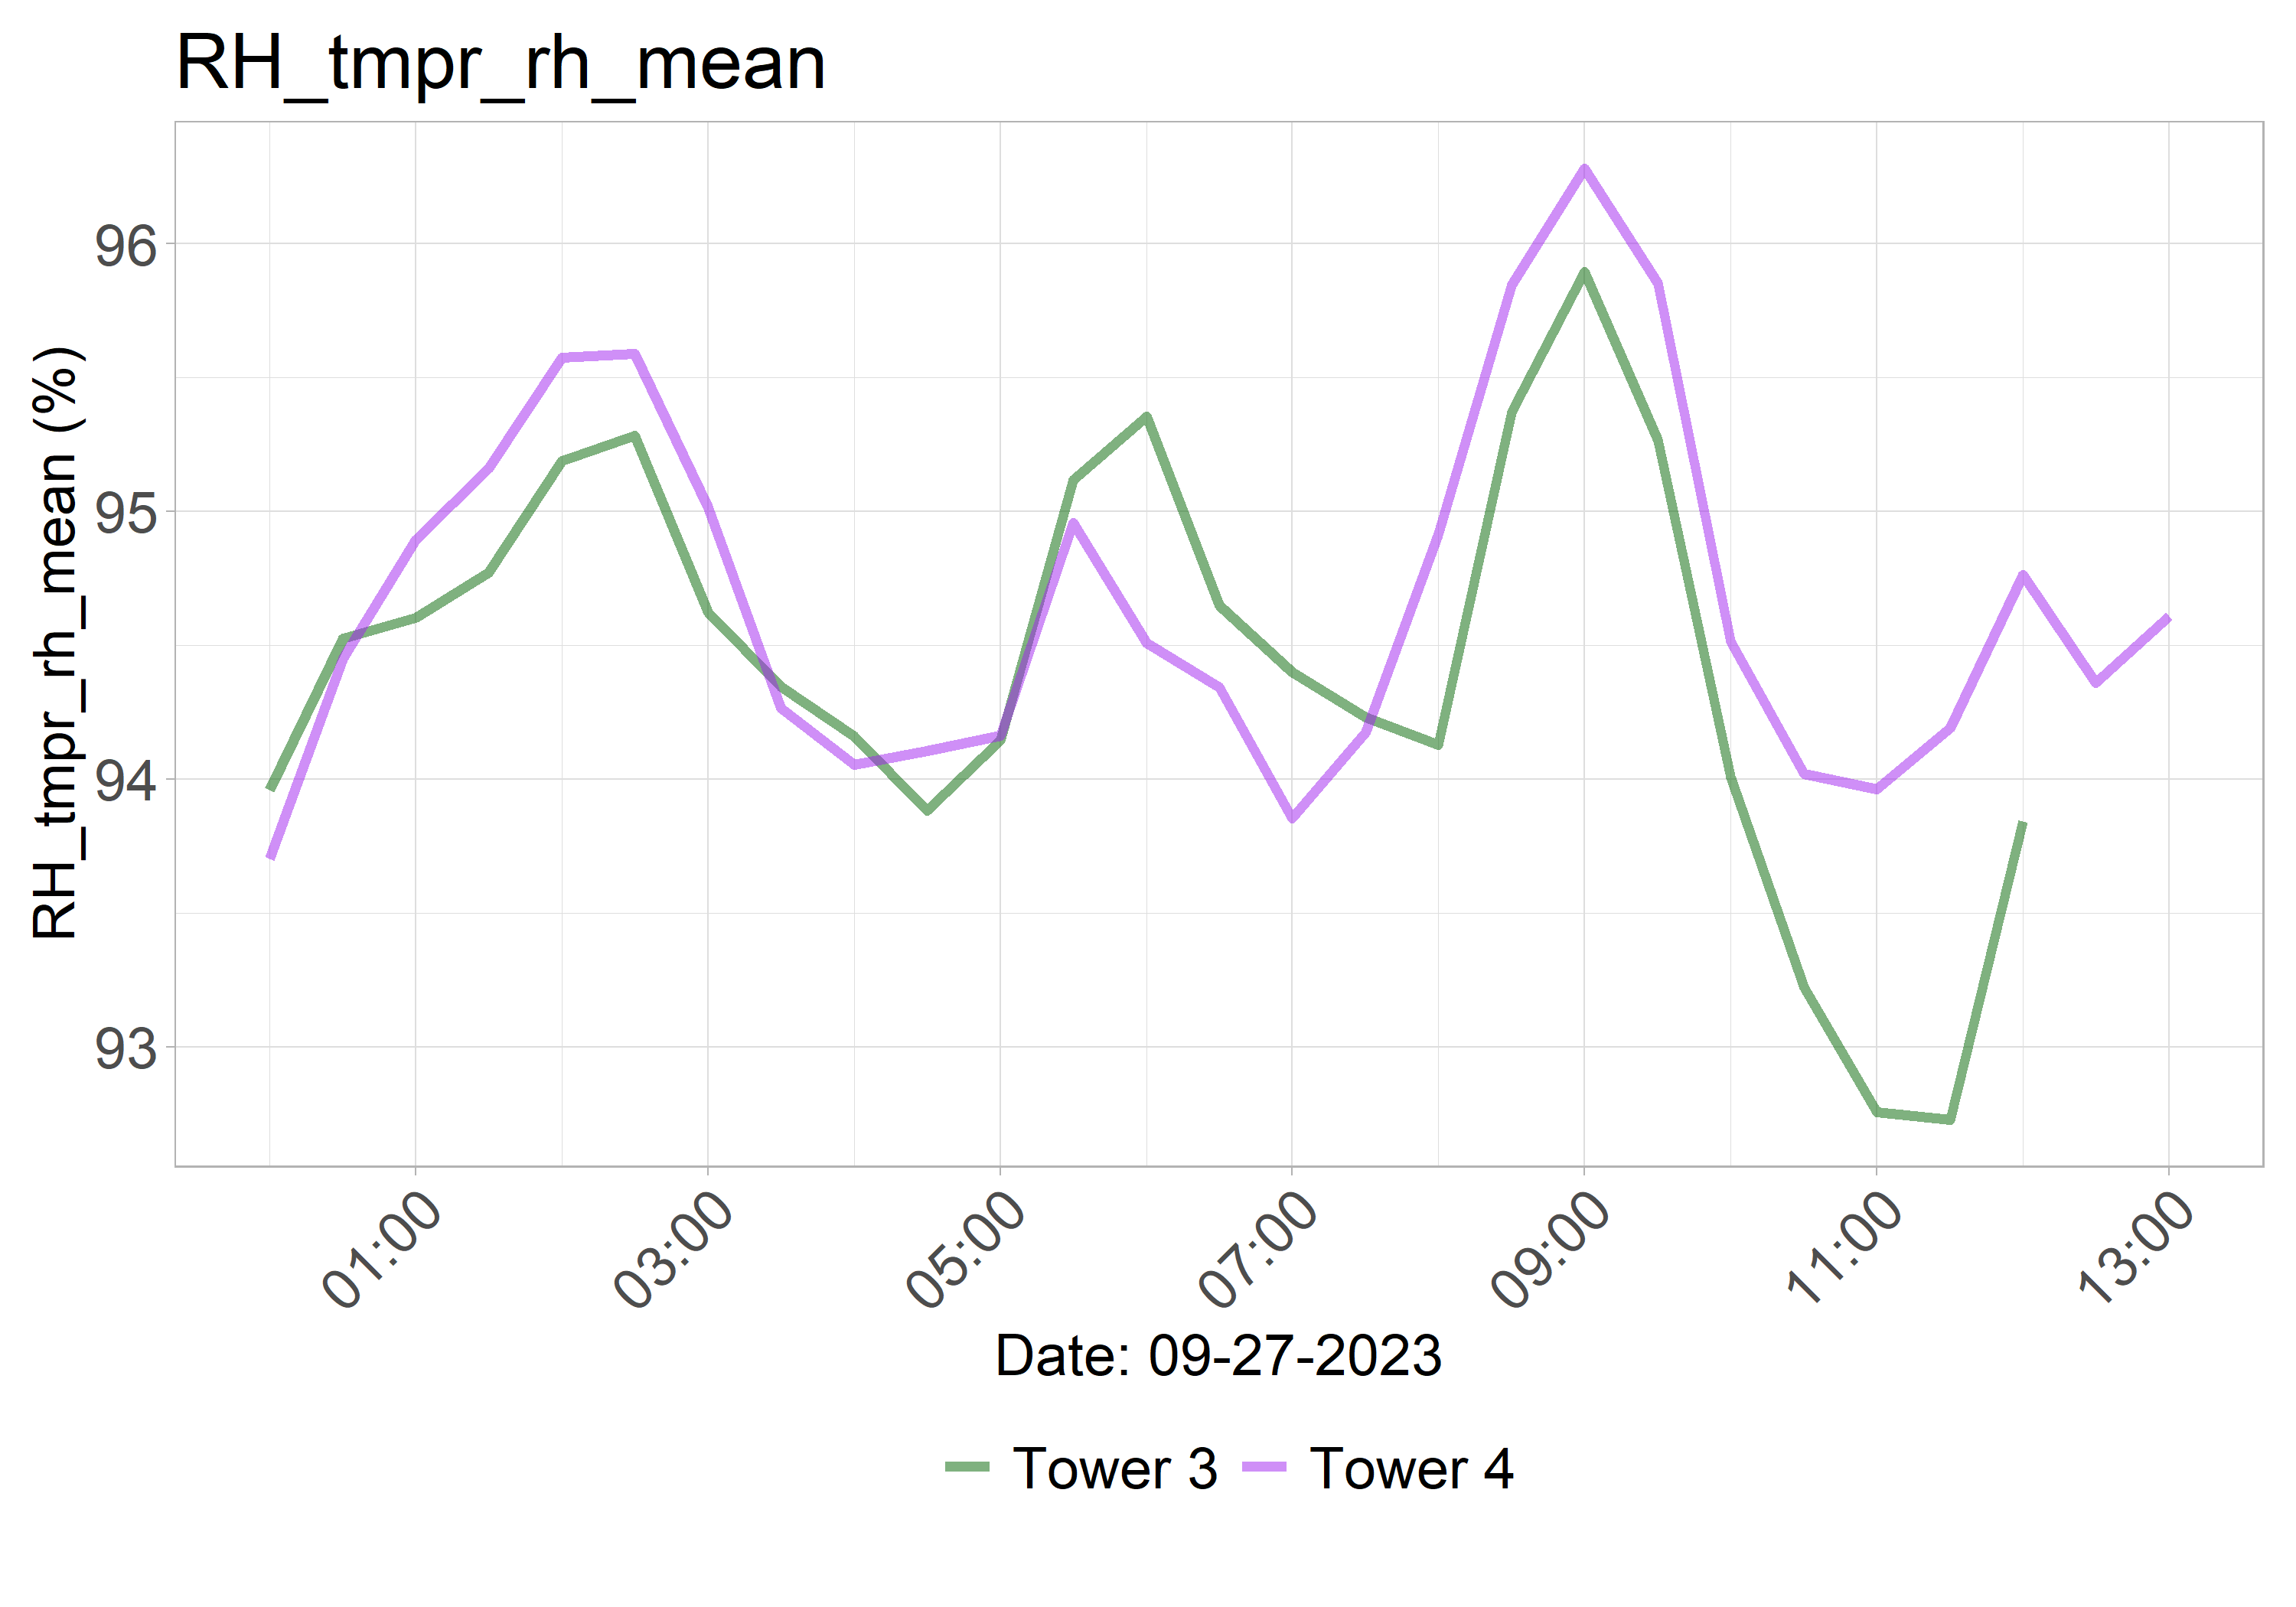 RH_tmpr_rh_mean
RH_tmpr_rh_mean (%)
96
95
94
93
01:00 03:00 05:00 07:00 09:00 11:00 13:00
Date: 09-27-2023
Tower 3 Tower 4